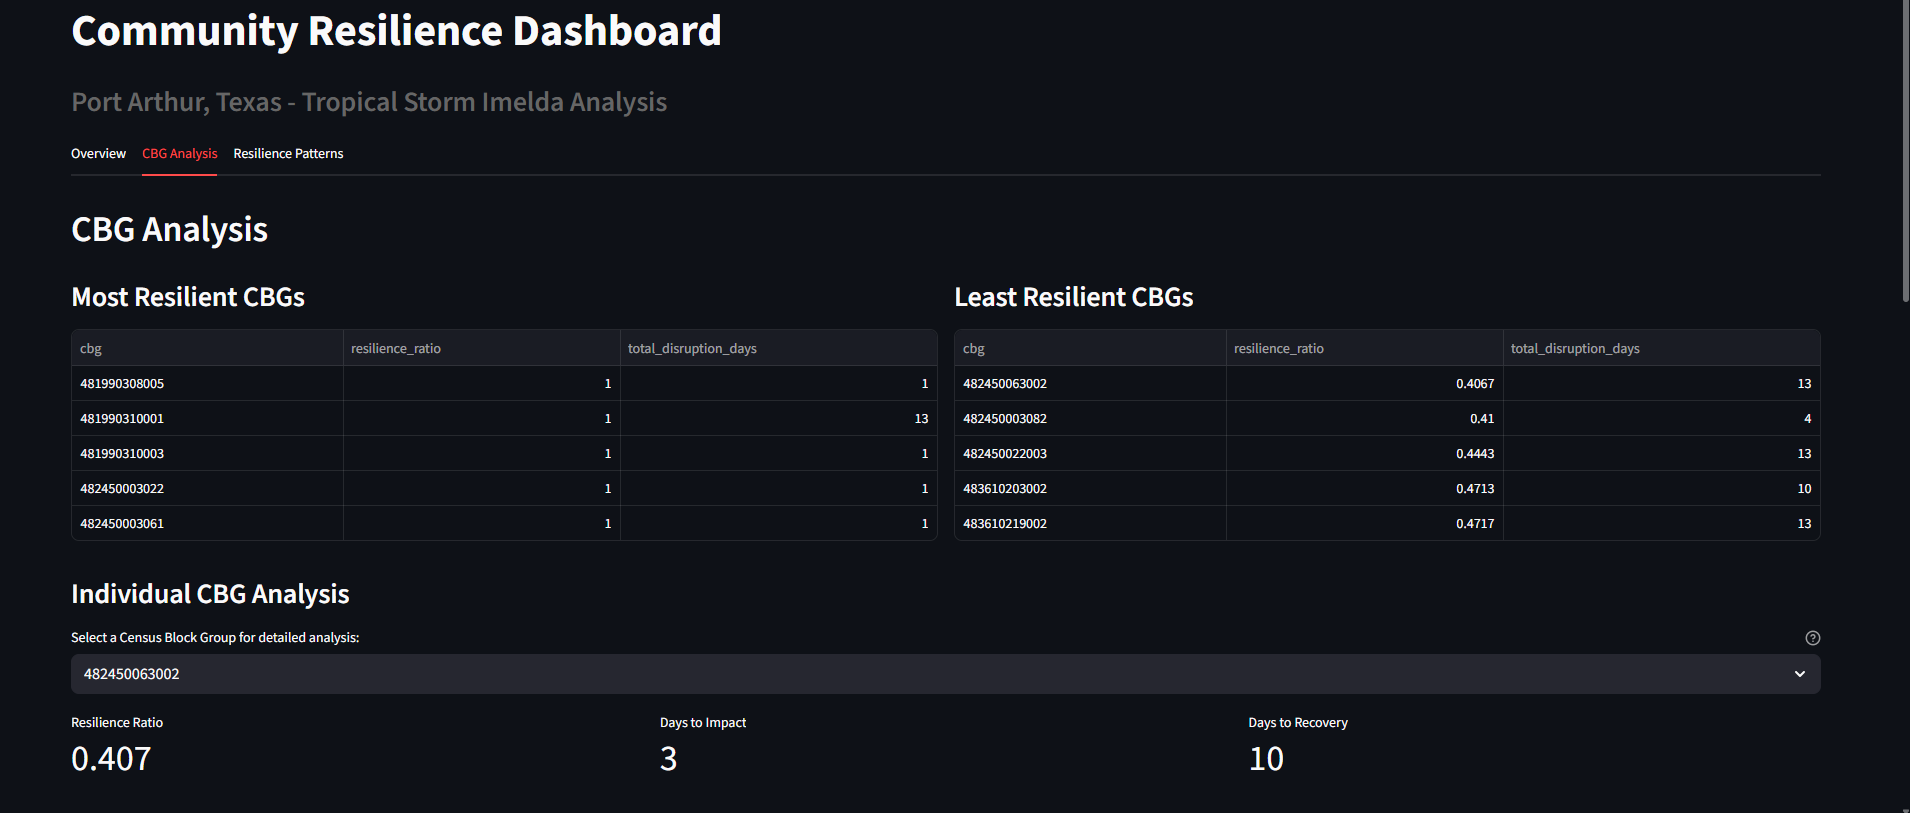 Community Resilience Dashboard
Port Arthur, Texas - Tropical Storm Imelda Analysis
Overview CBG Analysis Resilience Patterns
CBG Analysis
Most Resilient CBGs
cbg resilience_ratio total_disruption_days
481990308005 1 1
481990310001 1 13
481990310003 1 1
482450003022 1 1
482450003061 1 1
Least Resilient CBGs
cbg resilience_ratio total_disruption_days
482450063002 0.4067 13
482450003082 0.41 4
482450022003 0.4443 13
483610203002 0.4713 10
483610219002 0.4717 13
Individual CBG Analysis
Select a Census Block Group for detailed analysis:
482450063002
Resilience Ratio Days to Impact Days to Recovery
0.407 3 10